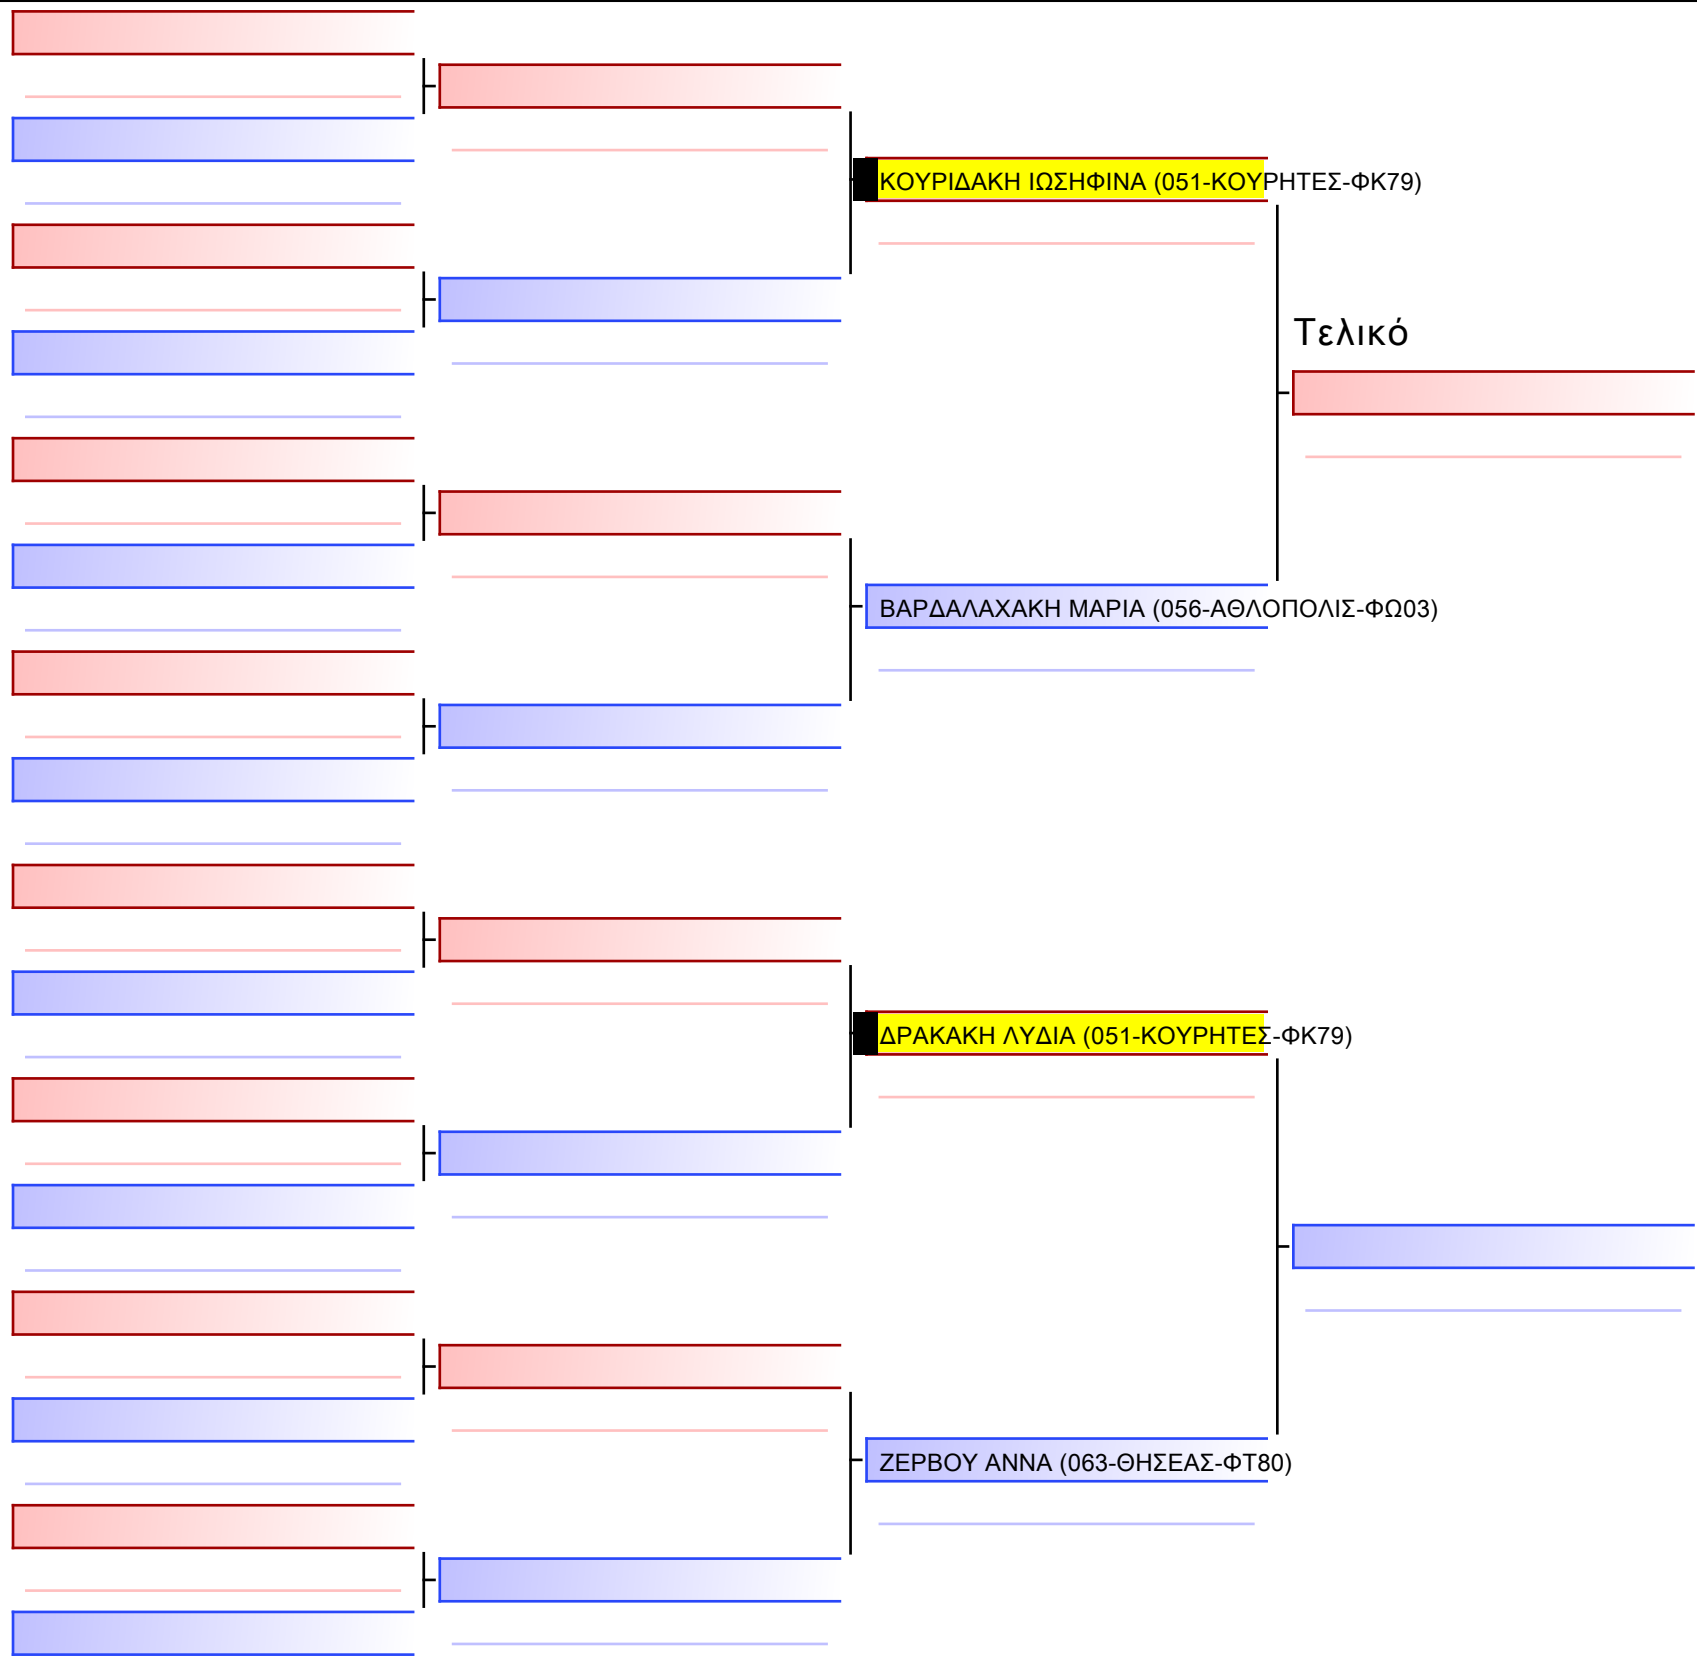 ΚΟΥΡΙΔΑΚΗ ΙΩΣΗΦΙΝΑ (051-ΚΟΥΡΗΤΕΣ-ΦΚ79)
Τελικό
ΒΑΡΔΑΛΑΧΑΚΗ ΜΑΡΙΑ (056-ΑΘΛΟΠΟΛΙΣ-ΦΩ03)
ΔΡΑΚΑΚΗ ΛΥΔΙΑ (051-ΚΟΥΡΗΤΕΣ-ΦΚ79)
ΖΕΡΒΟΥ ΑΝΝΑ (063-ΘΗΣΕΑΣ-ΦΤ80)